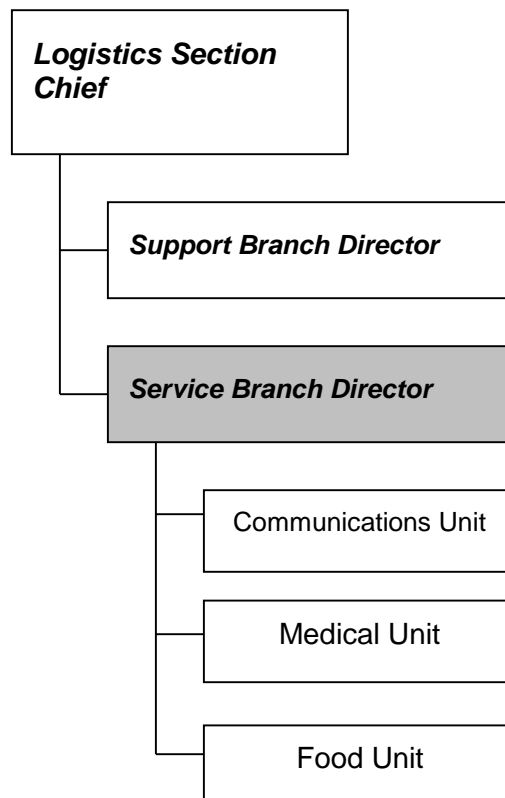 Logistics Section
Chief
Support Branch Director
Service Branch Director
Communications Unit
Medical Unit
Food Unit